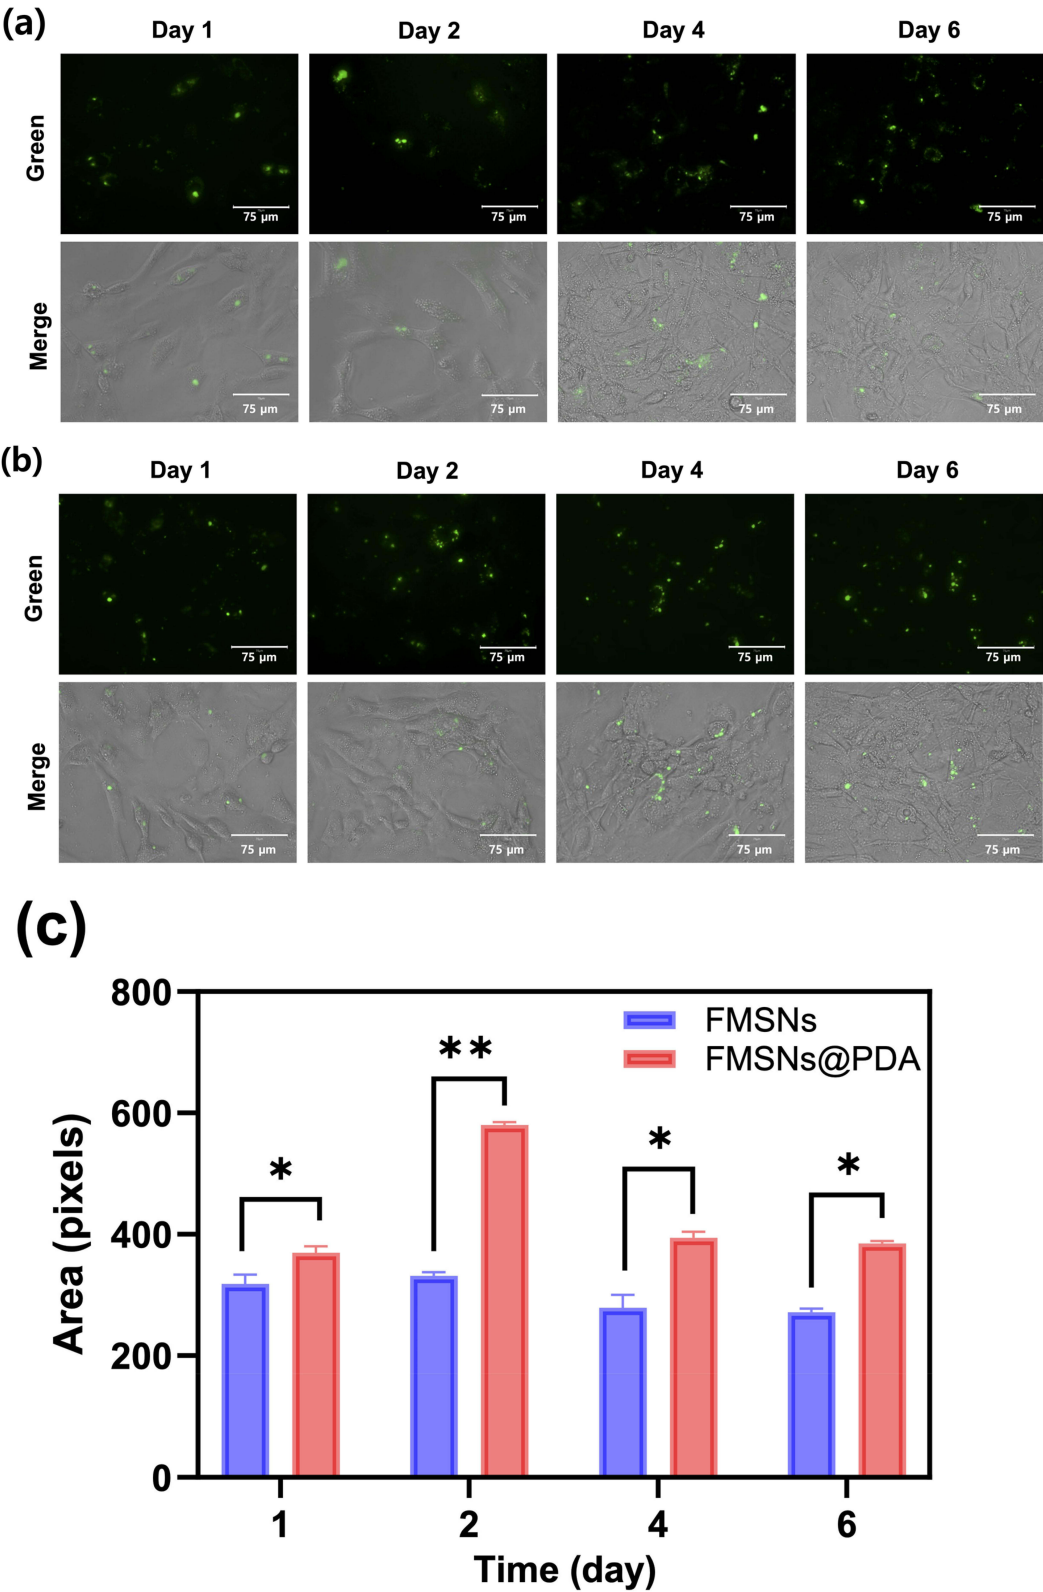 (a)
Day 1 Day 2 Day 4 Day 6
Green
75 µm 75 µm 75 µm 75 µm
Merge
75 µm 75 µm 75 µm 75 µm
(b)
Day 1 Day 2 Day 4 Day 6
Green
75 µm 75 µm 75 µm 75 µm
Merge
75 µm 75 µm 75 µm 75 µm
(c)
Area (pixels)
800
600
400
200
0
FMSNs
FMSNs@PDA
*
**
*
*
1 2 4 6
Time (day)